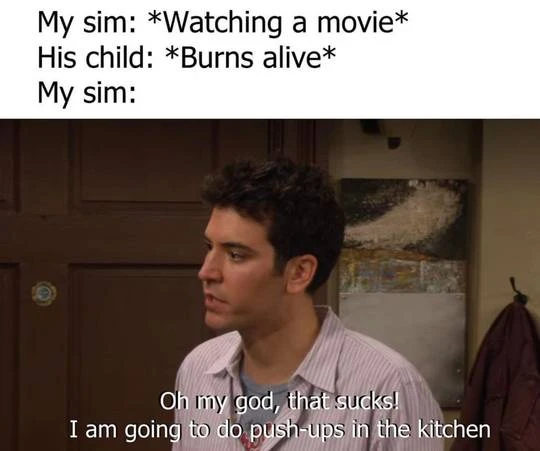 My sim: *Watching a movie*
His child: *Burns alive*
My sim:
Oh my god, that sucks!
I am going to do push-ups in the kitchen